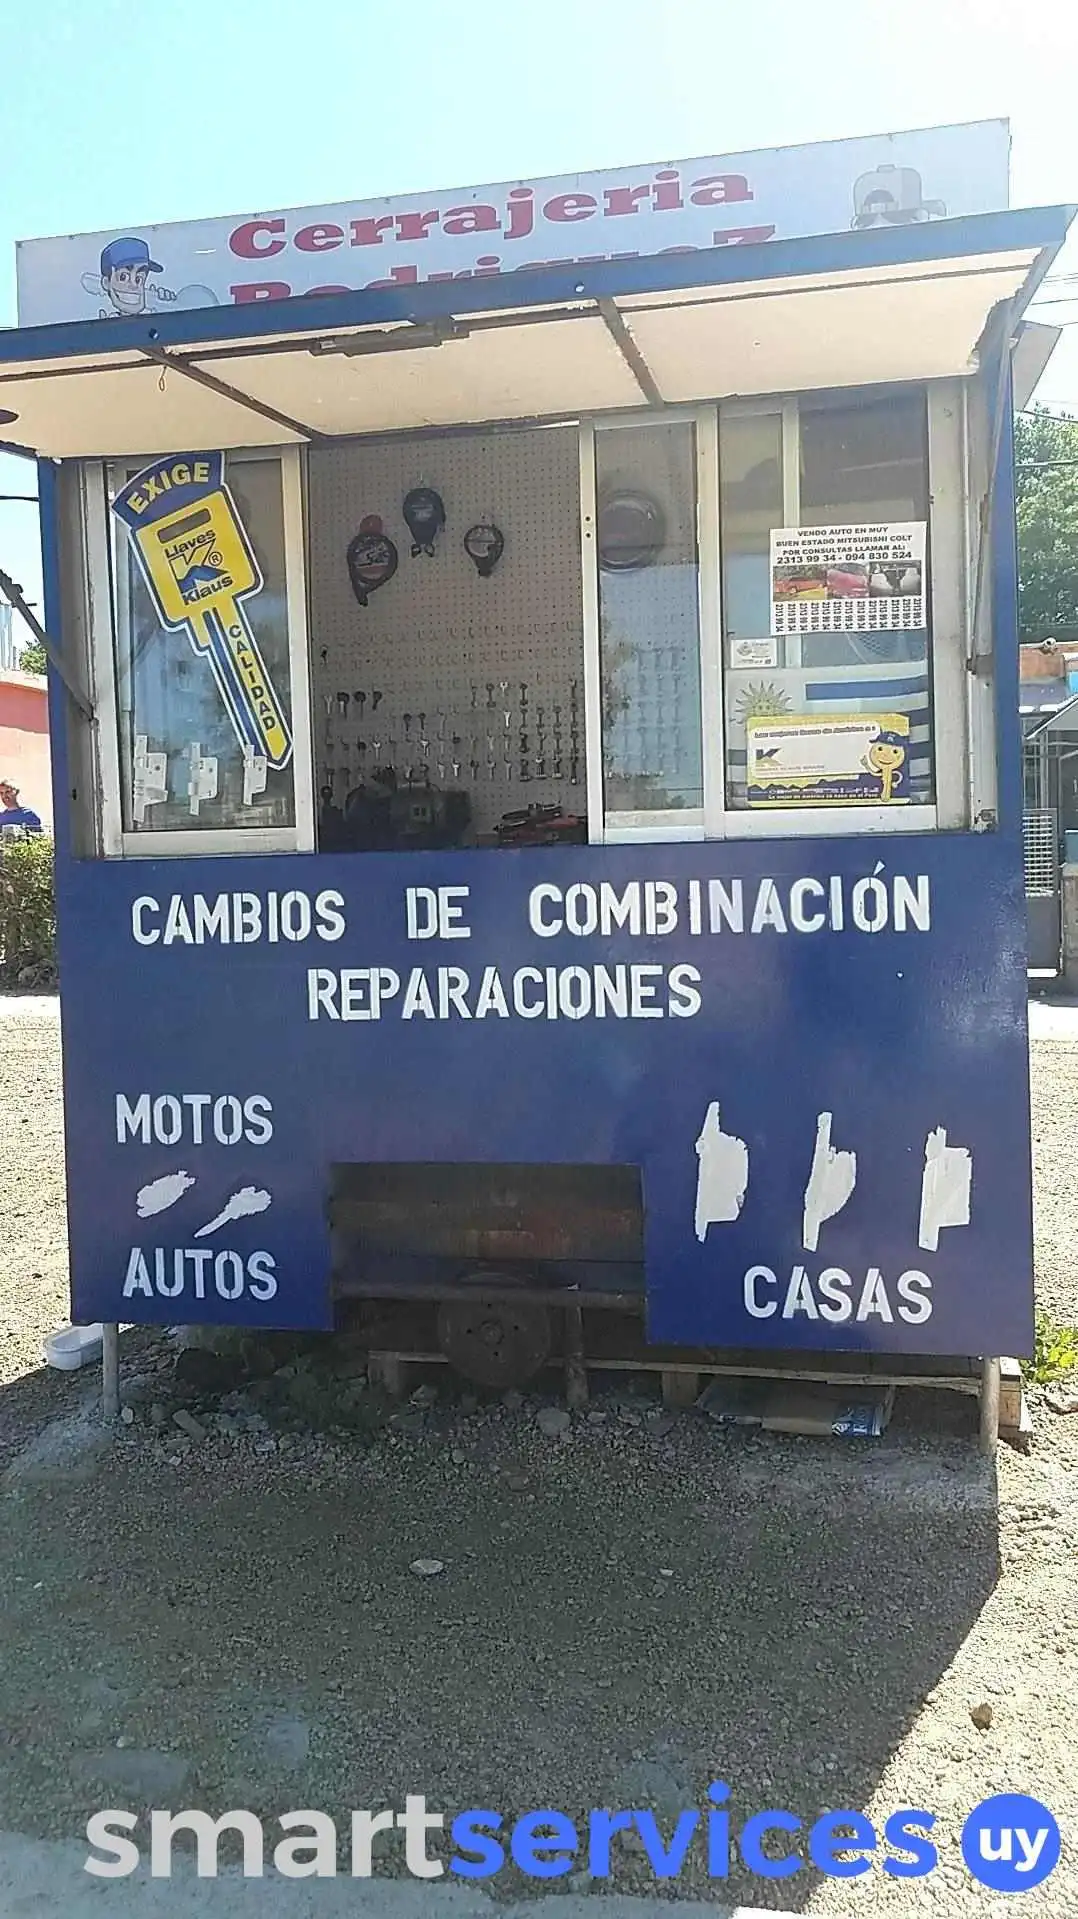 Cerrajeria
RodrigueZ
EXIGE
Llaves
K®
Klaus
CALIDAD
VENDO AUTO EN MUY
BUEN ESTADO MITSUBISHI COLT
POR CONSULTAS LLAMAR AL:
2313 99 34 - 094 830 524
K
CAMBIOS DE COMBINACIÓN
REPARACIONES
MOTOS
AUTOS
CASAS
smartservices uy